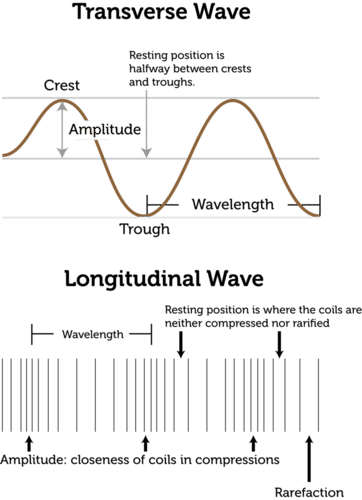 Transverse Wave
Resting position is
halfway between crests
and troughs.
Crest
Amplitude
Wavelength
Trough
Longitudinal Wave
Resting position is where the coils are
neither compressed nor rarified
Wavelength
Amplitude: closeness of coils in compressions
Rarefaction